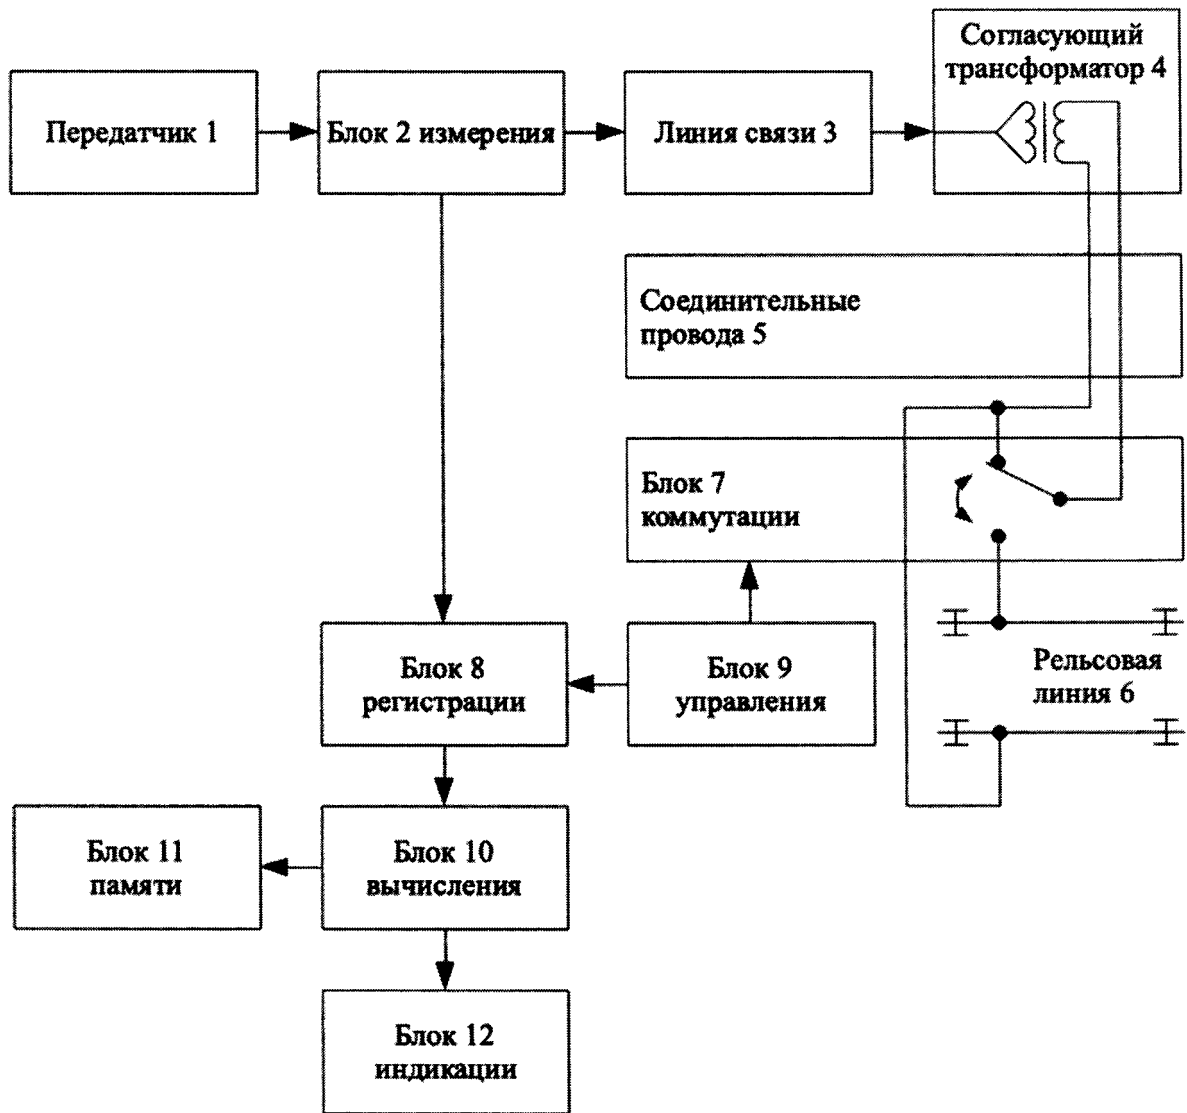 Согласующий
трансформатор 4
Передатчик 1
Блок 2 измерения
Линия связи 3
Соединительные
провода 5
Блок 7
коммутации
Блок 8
регистрации
Блок 9
управления
Рельсовая
линия 6
Блок 11
памяти
Блок 10
вычисления
Блок 12
индикации